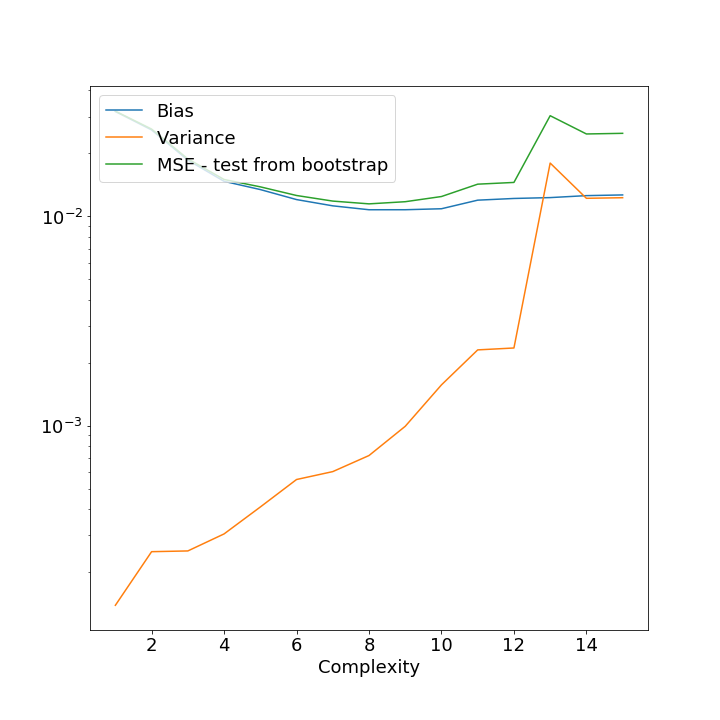 Bias
Variance
MSE - test from bootstrap
10⁻²
10⁻³
2 4 6 8 10 12 14
Complexity